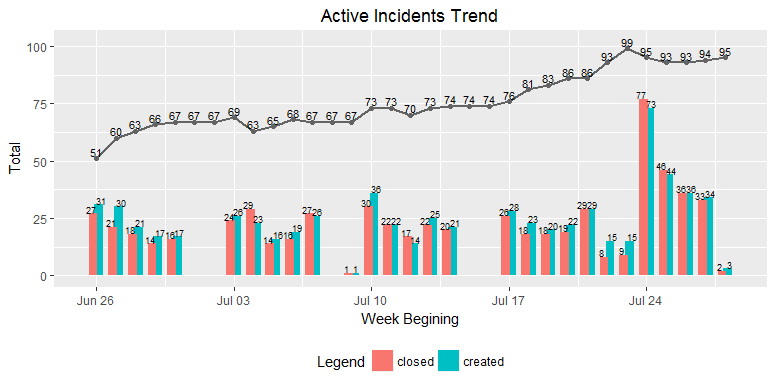 Active Incidents Trend
100
75
50
25
0
Total
51 60 63 66 67 67 67 69 63 65 68 67 67 67 73 73 70 73 74 74 74 76 81 83 86 86 93 99 95 93 93 94 95
27 31 21 30 18 21 14 17 16 17 24 26 29 23 14 16 16 19 27 26 1 1 30 36 22 22 17 14 22 25 20 21 26 28 18 23 18 20 19 22 29 29 8 15 9 15 77 73 46 44 36 36 33 34 2 3
Jun 26 Jul 03 Jul 10 Jul 17 Jul 24
Week Begining
Legend closed created